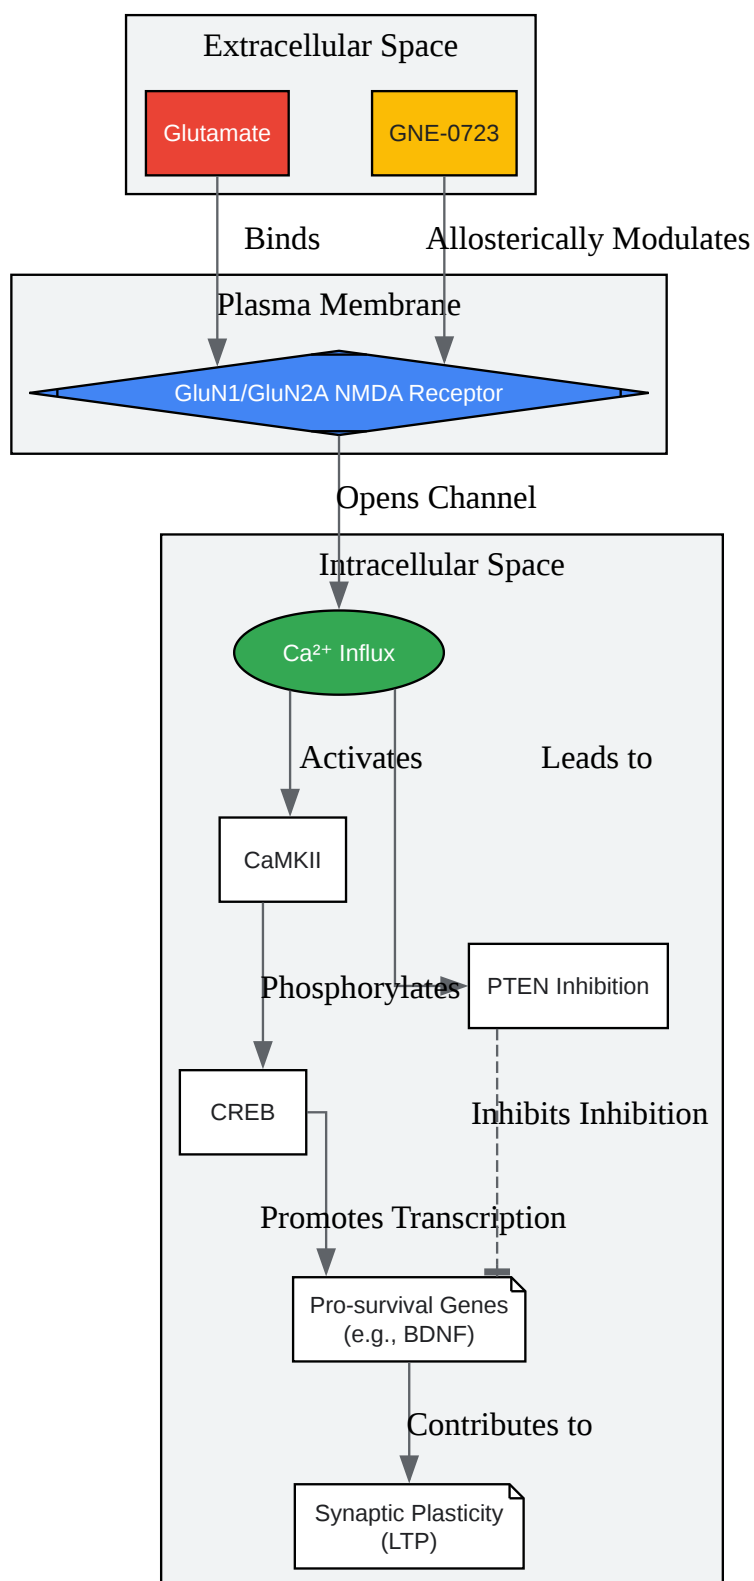 Extracellular Space
Glutamate
GNE-0723
Binds
Allosterically Modulates
Plasma Membrane
GluN1/GluN2A NMDA Receptor
Opens Channel
Intracellular Space
Ca²⁺ Influx
Activates
Leads to
CaMKII
Phosphorylates
PTEN Inhibition
CREB
Inhibits Inhibition
Promotes Transcription
Pro-survival Genes
(e.g., BDNF)
Contributes to
Synaptic Plasticity
(LTP)